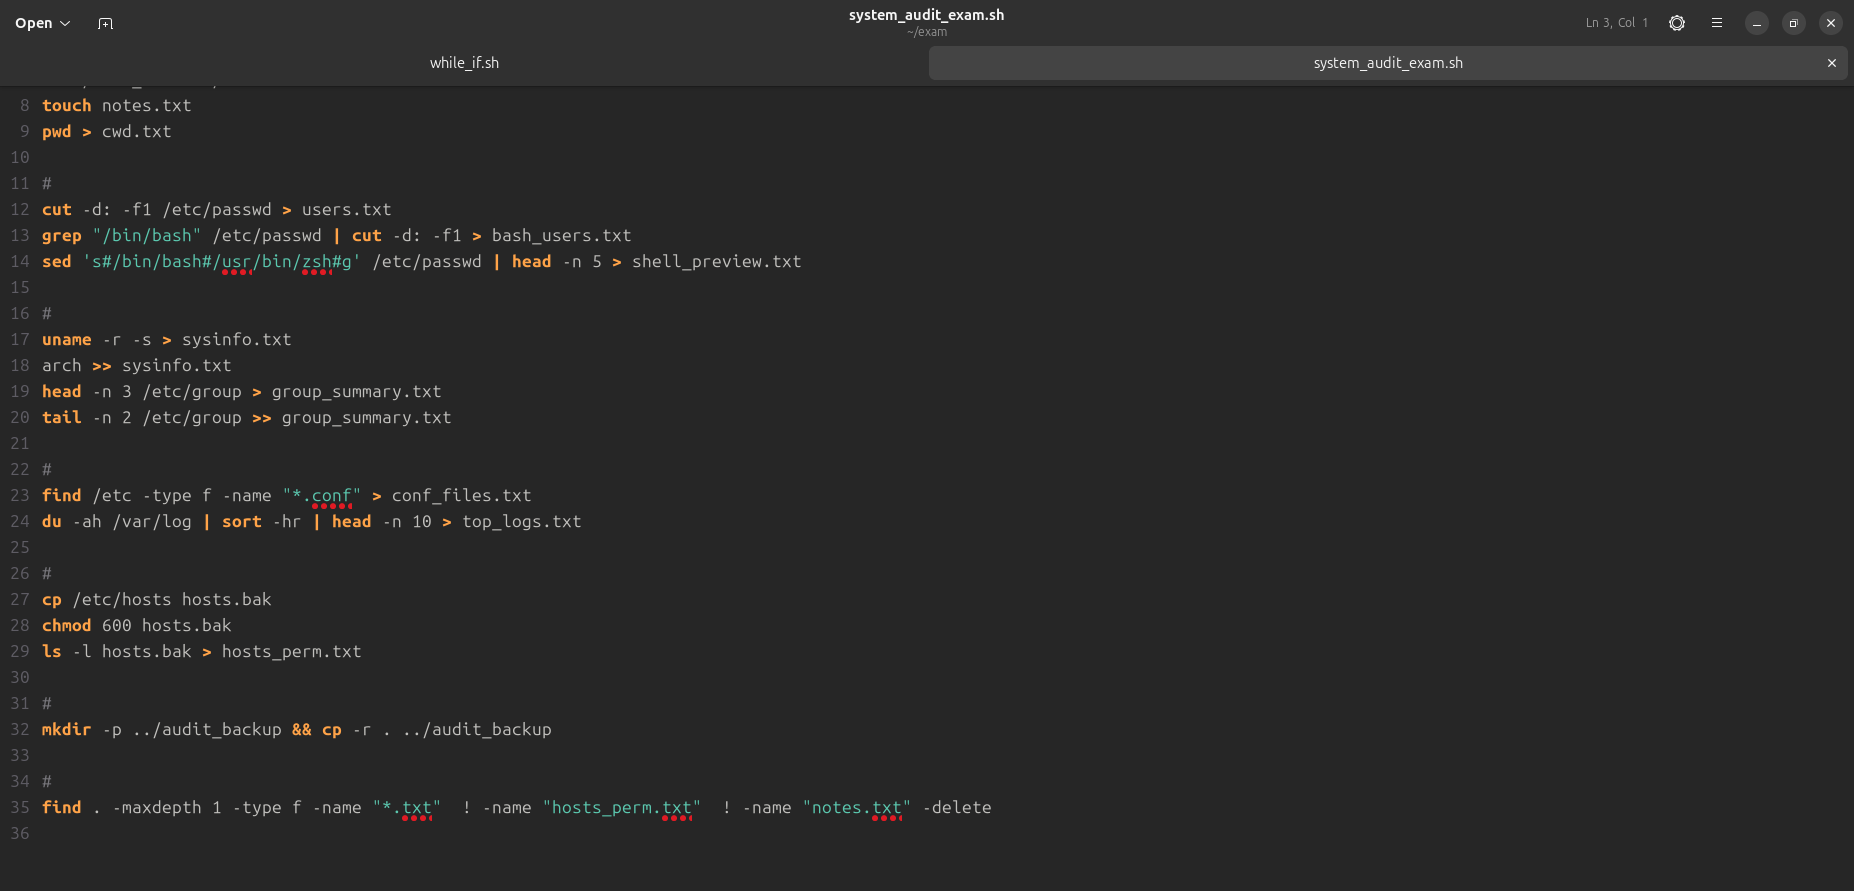 Open
system_audit_exam.sh
~/exam
Ln 3, Col 1
while_if.sh
system_audit_exam.sh
8 touch notes.txt
9 pwd > cwd.txt
10
11 #
12 cut -d: -f1 /etc/passwd > users.txt
13 grep "/bin/bash" /etc/passwd | cut -d: -f1 > bash_users.txt
14 sed 's#/bin/bash#/usr/bin/zsh#g' /etc/passwd | head -n 5 > shell_preview.txt
15
16 #
17 uname -r -s > sysinfo.txt
18 arch >> sysinfo.txt
19 head -n 3 /etc/group > group_summary.txt
20 tail -n 2 /etc/group >> group_summary.txt
21
22 #
23 find /etc -type f -name "*.conf" > conf_files.txt
24 du -ah /var/log | sort -hr | head -n 10 > top_logs.txt
25
26 #
27 cp /etc/hosts hosts.bak
28 chmod 600 hosts.bak
29 ls -l hosts.bak > hosts_perm.txt
30
31 #
32 mkdir -p ../audit_backup && cp -r . ../audit_backup
33
34 #
35 find . -maxdepth 1 -type f -name "*.txt"  ! -name "hosts_perm.txt"  ! -name "notes.txt" -delete
36